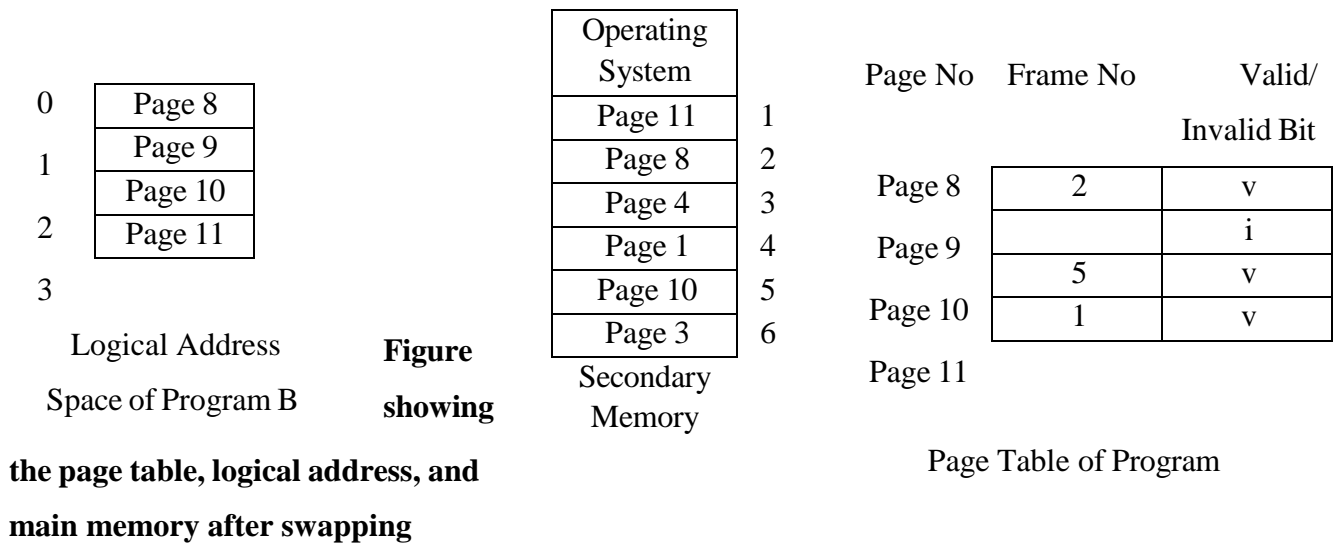 0
1
2
3
Page 8
Page 9
Page 10
Page 11
Logical Address
Space of Program B
Figure
showing
the page table, logical address, and
main memory after swapping
Operating
System
Page 11 1
Page 8 2
Page 4 3
Page 1 4
Page 10 5
Page 3 6
Secondary
Memory
Page No Frame No Valid/
Invalid Bit
Page 8
Page 9
Page 10
Page 11
2 v
i
5 v
1 v
Page Table of Program